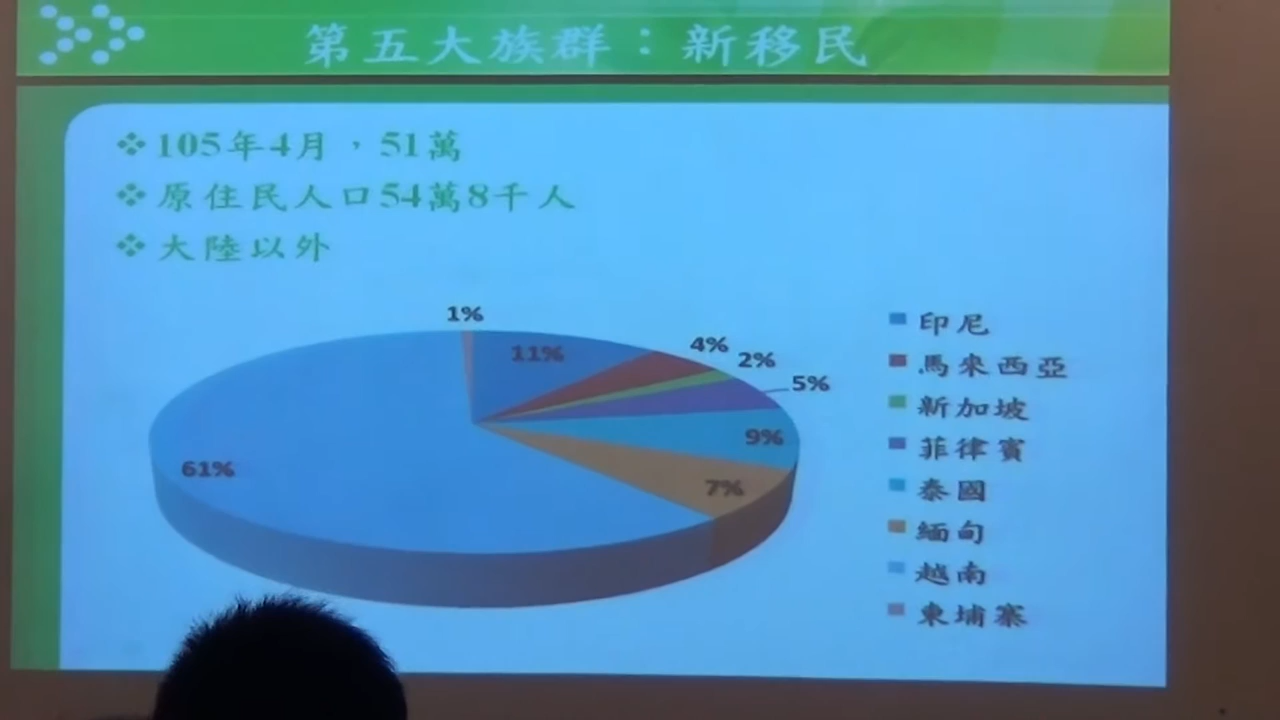 第五大族群：新移民
105年4月，51萬
原住民人口54萬8千人
大陸以外
1%
11%
4%
2%
5%
9%
7%
61%
印尼
馬來西亞
新加坡
菲律賓
泰國
緬甸
越南
柬埔寨